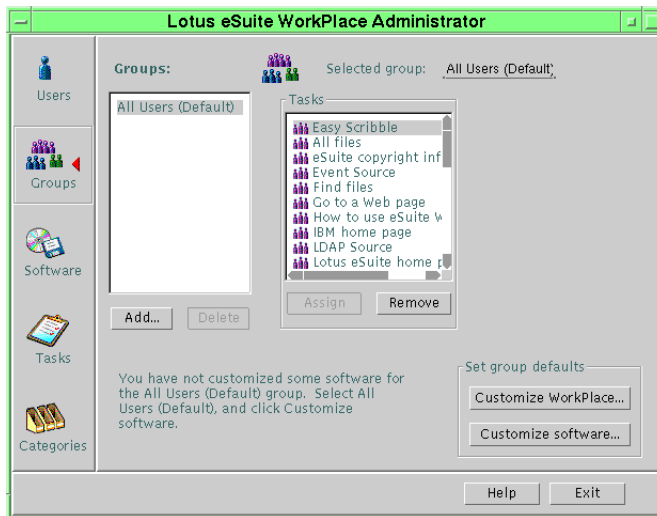 Lotus eSuite WorkPlace Administrator
Users
Groups
Software
Tasks
Categories
Groups:
Selected group:
All Users (Default)
All Users (Default)
Tasks
Easy Scribble
All files
eSuite copyright inf
Event Source
Find files
Go to a Web page
How to use eSuite W
IBM home page
LDAP Source
Lotus eSuite home p
Add...
Delete
Assign
Remove
You have not customized some software for
the All Users (Default) group. Select All
Users (Default), and click Customize
software.
Set group defaults
Customize WorkPlace...
Customize software...
Help
Exit